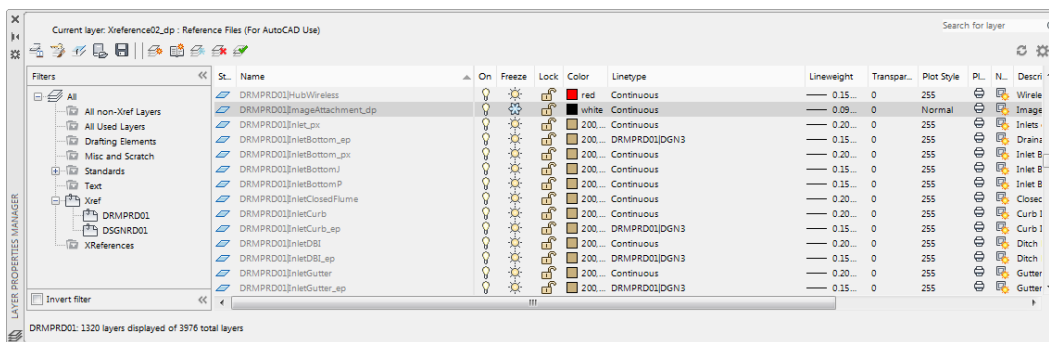 Current layer: Xreference02_dp : Reference Files (For AutoCAD Use)
Search for layer
Filters
St.. Name On Freeze Lock Color Linetype Lineweight Transpar... Plot Style Pl... N... Descri
All
All non-Xref Layers
All Used Layers
Drafting Elements
Misc and Scratch
Standards
Text
Xref
DRMPRD01
DSGNRD01
XReferences
DRMPRD01|HubWireless red Continuous 0.15... 0 255 Wirele
DRMPRD01|ImageAttachment_dp white Continuous 0.09... 0 Normal Image
DRMPRD01|Inlet_px 200,... Continuous 0.20... 0 255 Inlets
DRMPRD01|InletBottom_ep 200,... DRMPRD01|DGN3 0.15... 0 255 Draina
DRMPRD01|InletBottom_px 200,... Continuous 0.20... 0 255 Inlet B
DRMPRD01|InletBottomJ 200,... Continuous 0.15... 0 255 Inlet B
DRMPRD01|InletBottomP 200,... Continuous 0.15... 0 255 Inlet B
DRMPRD01|InletClosedFlume 200,... Continuous 0.20... 0 255 Closed
DRMPRD01|InletCurb 200,... Continuous 0.20... 0 255 Curb I
DRMPRD01|InletCurb_ep 200,... DRMPRD01|DGN3 0.15... 0 255 Curb I
DRMPRD01|InletDBI 200,... Continuous 0.20... 0 255 Ditch
DRMPRD01|InletDBI_ep 200,... DRMPRD01|DGN3 0.15... 0 255 Ditch
DRMPRD01|InletGutter 200,... Continuous 0.20... 0 255 Gutter
DRMPRD01|InletGutter_ep 200,... DRMPRD01|DGN3 0.15... 0 255 Gutter
Invert filter
DRMPRD01: 1320 layers displayed of 3976 total layers
LAYER PROPERTIES MANAGER